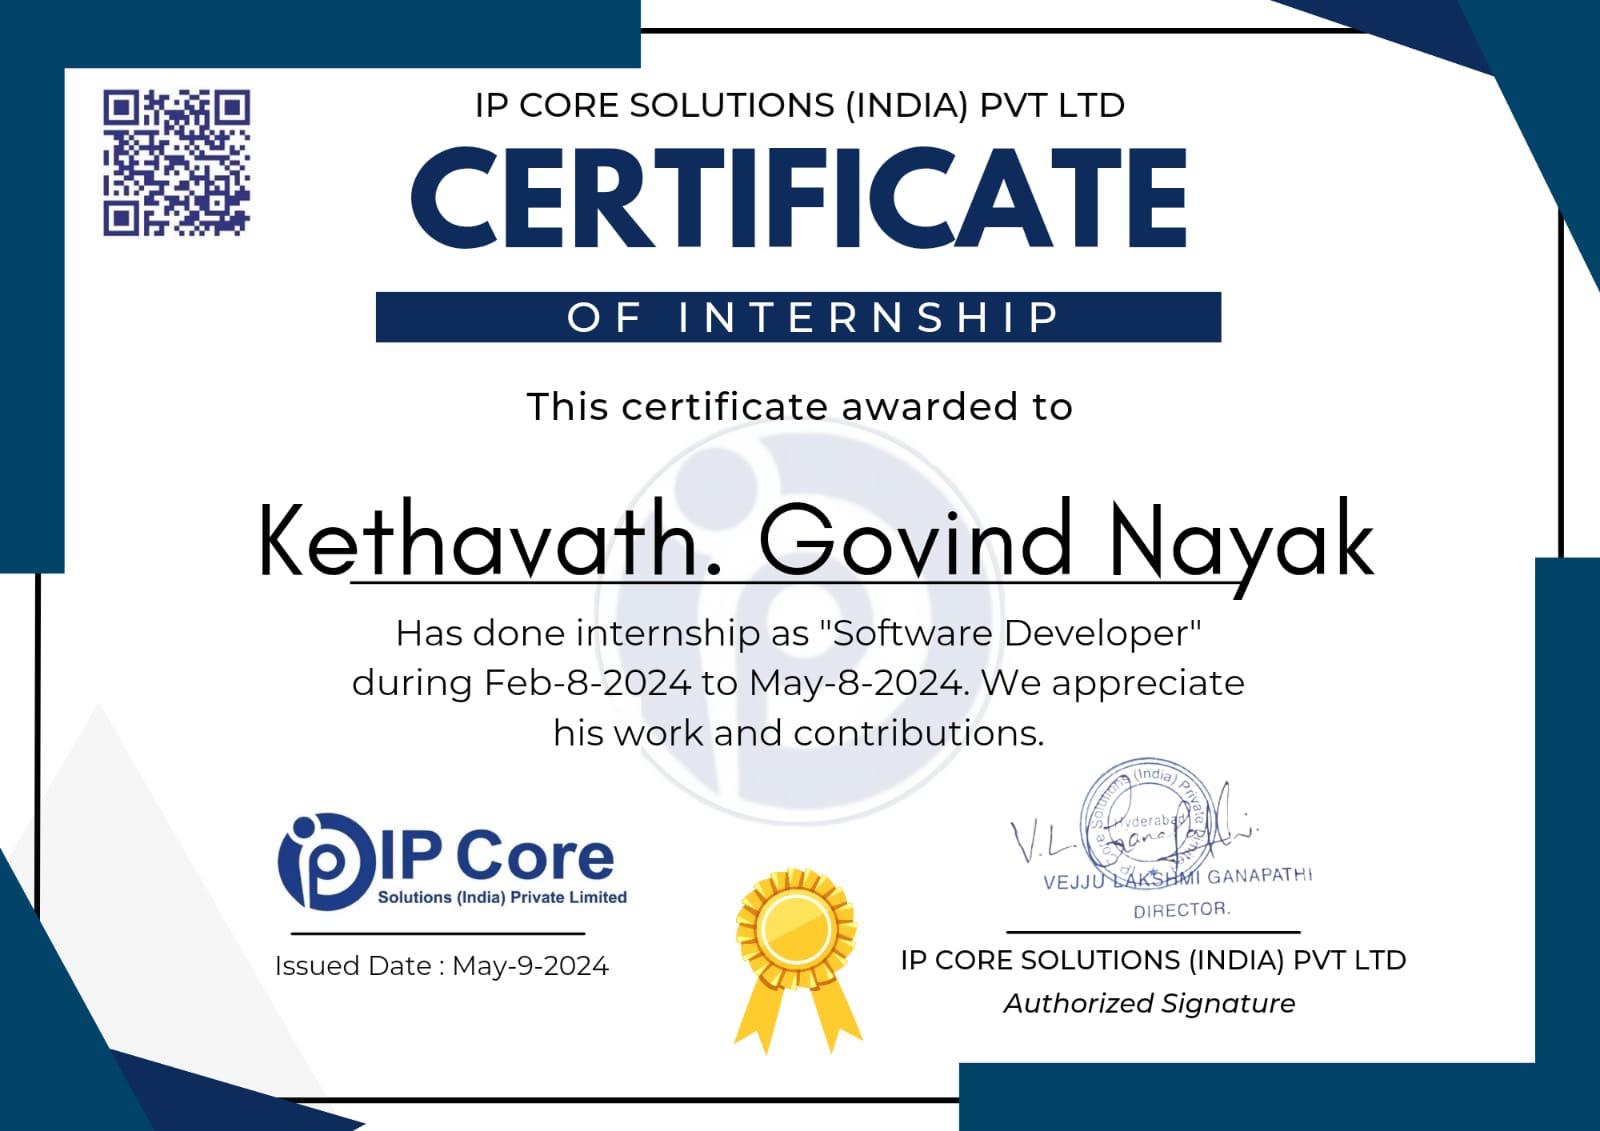 IP CORE SOLUTIONS (INDIA) PVT LTD
CERTIFICATE
OF INTERNSHIP
This certificate awarded to
Kethavath. Govind Nayak
Has done internship as "Software Developer"
during Feb-8-2024 to May-8-2024. We appreciate
his work and contributions.
IP Core
Solutions (India) Private Limited
Issued Date : May-9-2024
IP Core Solutions (India) Private Limited
Hyderabad
V.L. Ganapathi.
VEJJU LAKSHMI GANAPATHI
DIRECTOR.
IP CORE SOLUTIONS (INDIA) PVT LTD
Authorized Signature